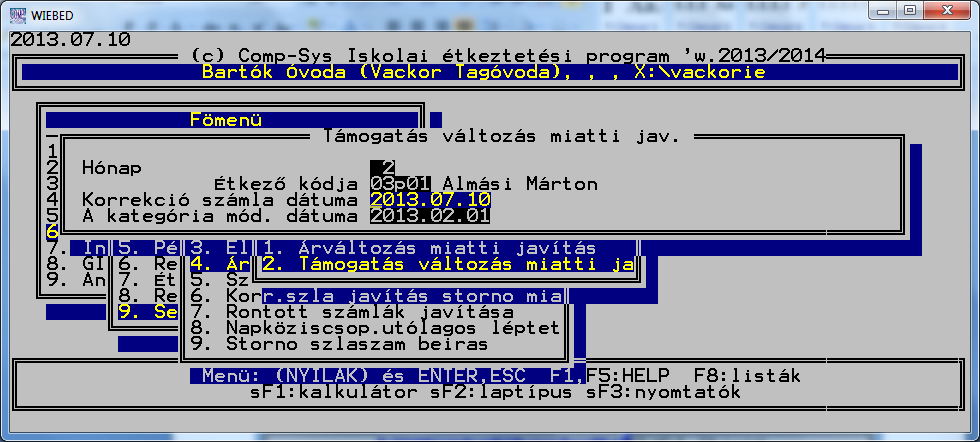 WIEBED
2013.07.10
(c) Comp-Sys Iskolai étkeztetési program 'w.2013/2014
Bartók Óvoda (Vackor Tagóvoda), , , X:\vackorie
Fömenü
Támogatás változás miatti jav.
1
2 Hónap 2
3 Étkező kódja 03p01 Almási Márton
4 Korrekció számla dátuma 2013.07.10
5 A kategória mód. dátuma 2013.02.01
6
7. In 5. Pé 3. El 1. Árváltozás miatti javítás
8. Gl 6. Re 4. Ár 2. Támogatás változás miatti ja
9. An 7. Ét 5. Sz
8. Re 6. Korr.szla javítás storno mia
9. Se 7. Rontott számlák javítása
8. Napköziscsop.utólagos léptet
9. Storno szlaszam beiras
Menü: (NYILAK) és ENTER,ESC F1,F5:HELP F8:listák
sF1:kalkulátor sF2:laptípus sF3:nyomtatók